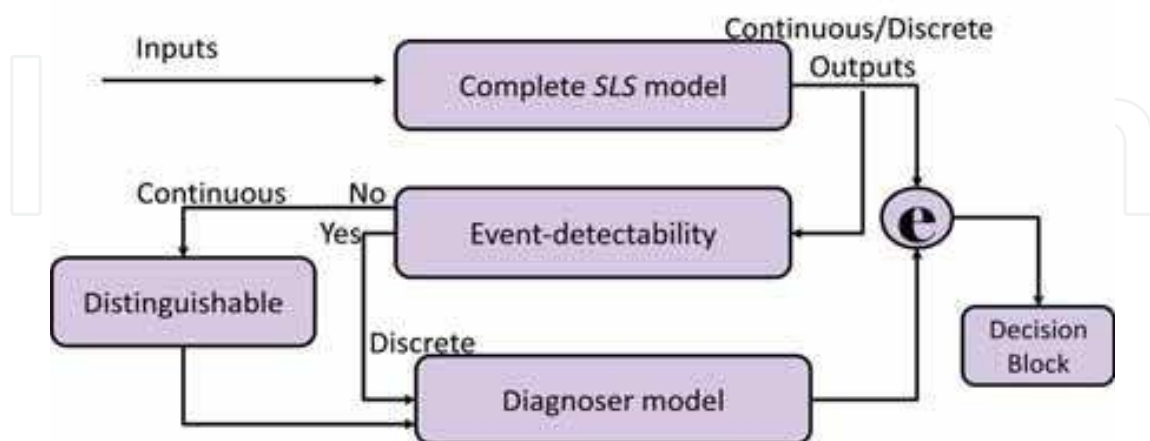 Inputs
Continuous/Discrete
Outputs
Complete SLS model
Continuous
No
Yes
Event-detectability
e
Distinguishable
Discrete
Decision
Block
Diagnoser model